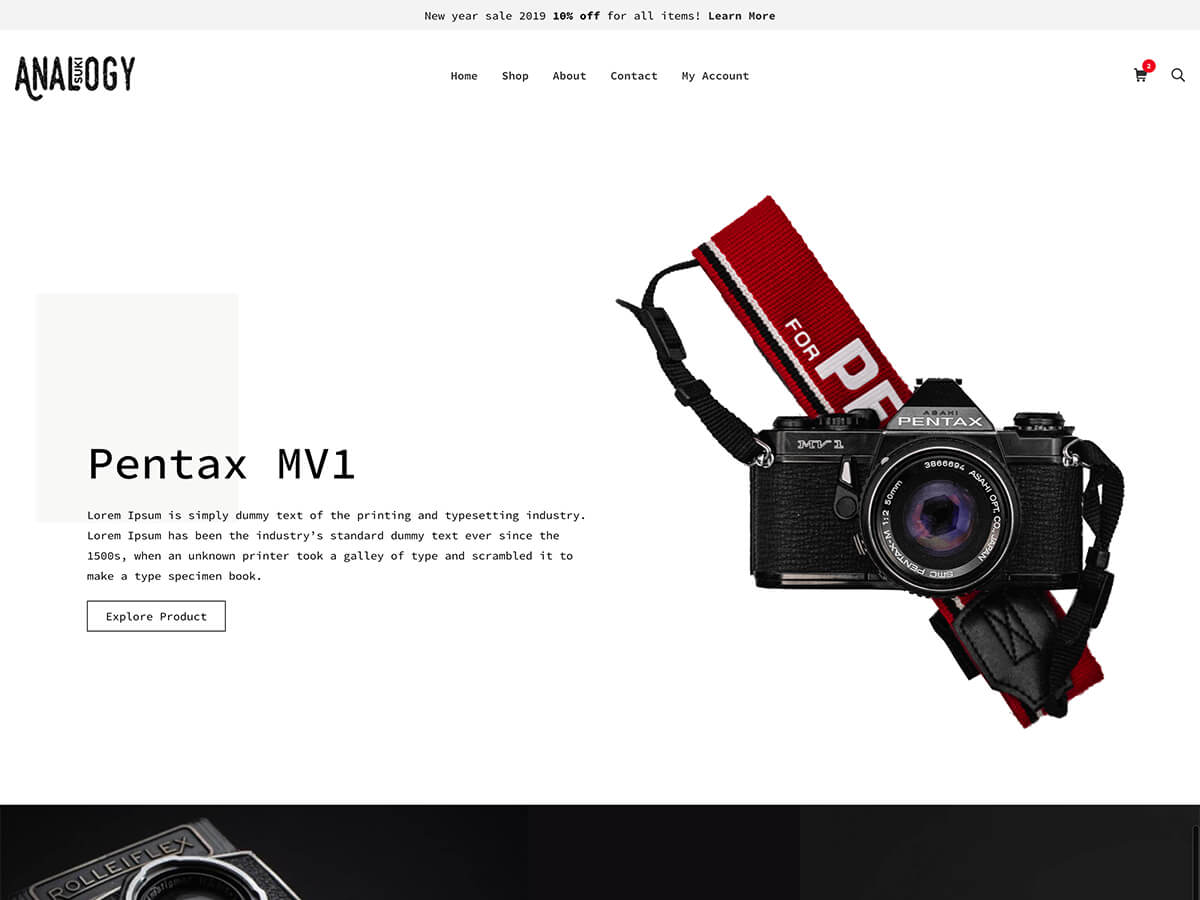 New year sale 2019 10% off for all items! Learn More
ANALOGY
SUKI
Home Shop About Contact My Account
2
FOR
PE
ASAHI
PENTAX
MV1
3866694 ASAHI OPT. CO., JAPAN
SMC PENTAX-M 1:2 50mm
Pentax MV1
Lorem Ipsum is simply dummy text of the printing and typesetting industry.
Lorem Ipsum has been the industry’s standard dummy text ever since the
1500s, when an unknown printer took a galley of type and scrambled it to
make a type specimen book.
Explore Product
ROLLEIFLEX